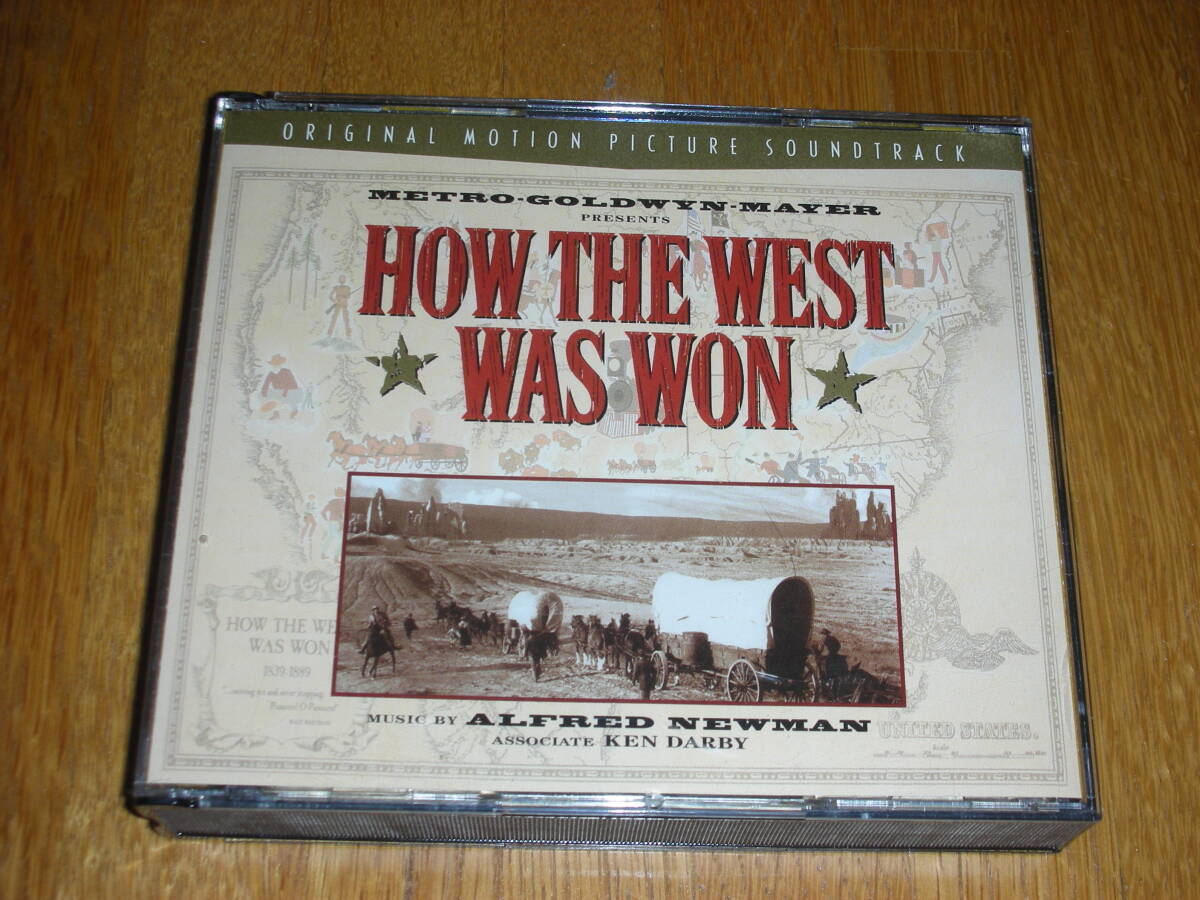 ORIGINAL MOTION PICTURE SOUNDTRACK
METRO-GOLDWYN-MAYER
PRESENTS
HOW THE WEST
WAS WON
HOW THE WE
WAS WON
1839-1889
MUSIC BY ALFRED NEWMAN
ASSOCIATE KEN DARBY
UNITED STATES.
Scale